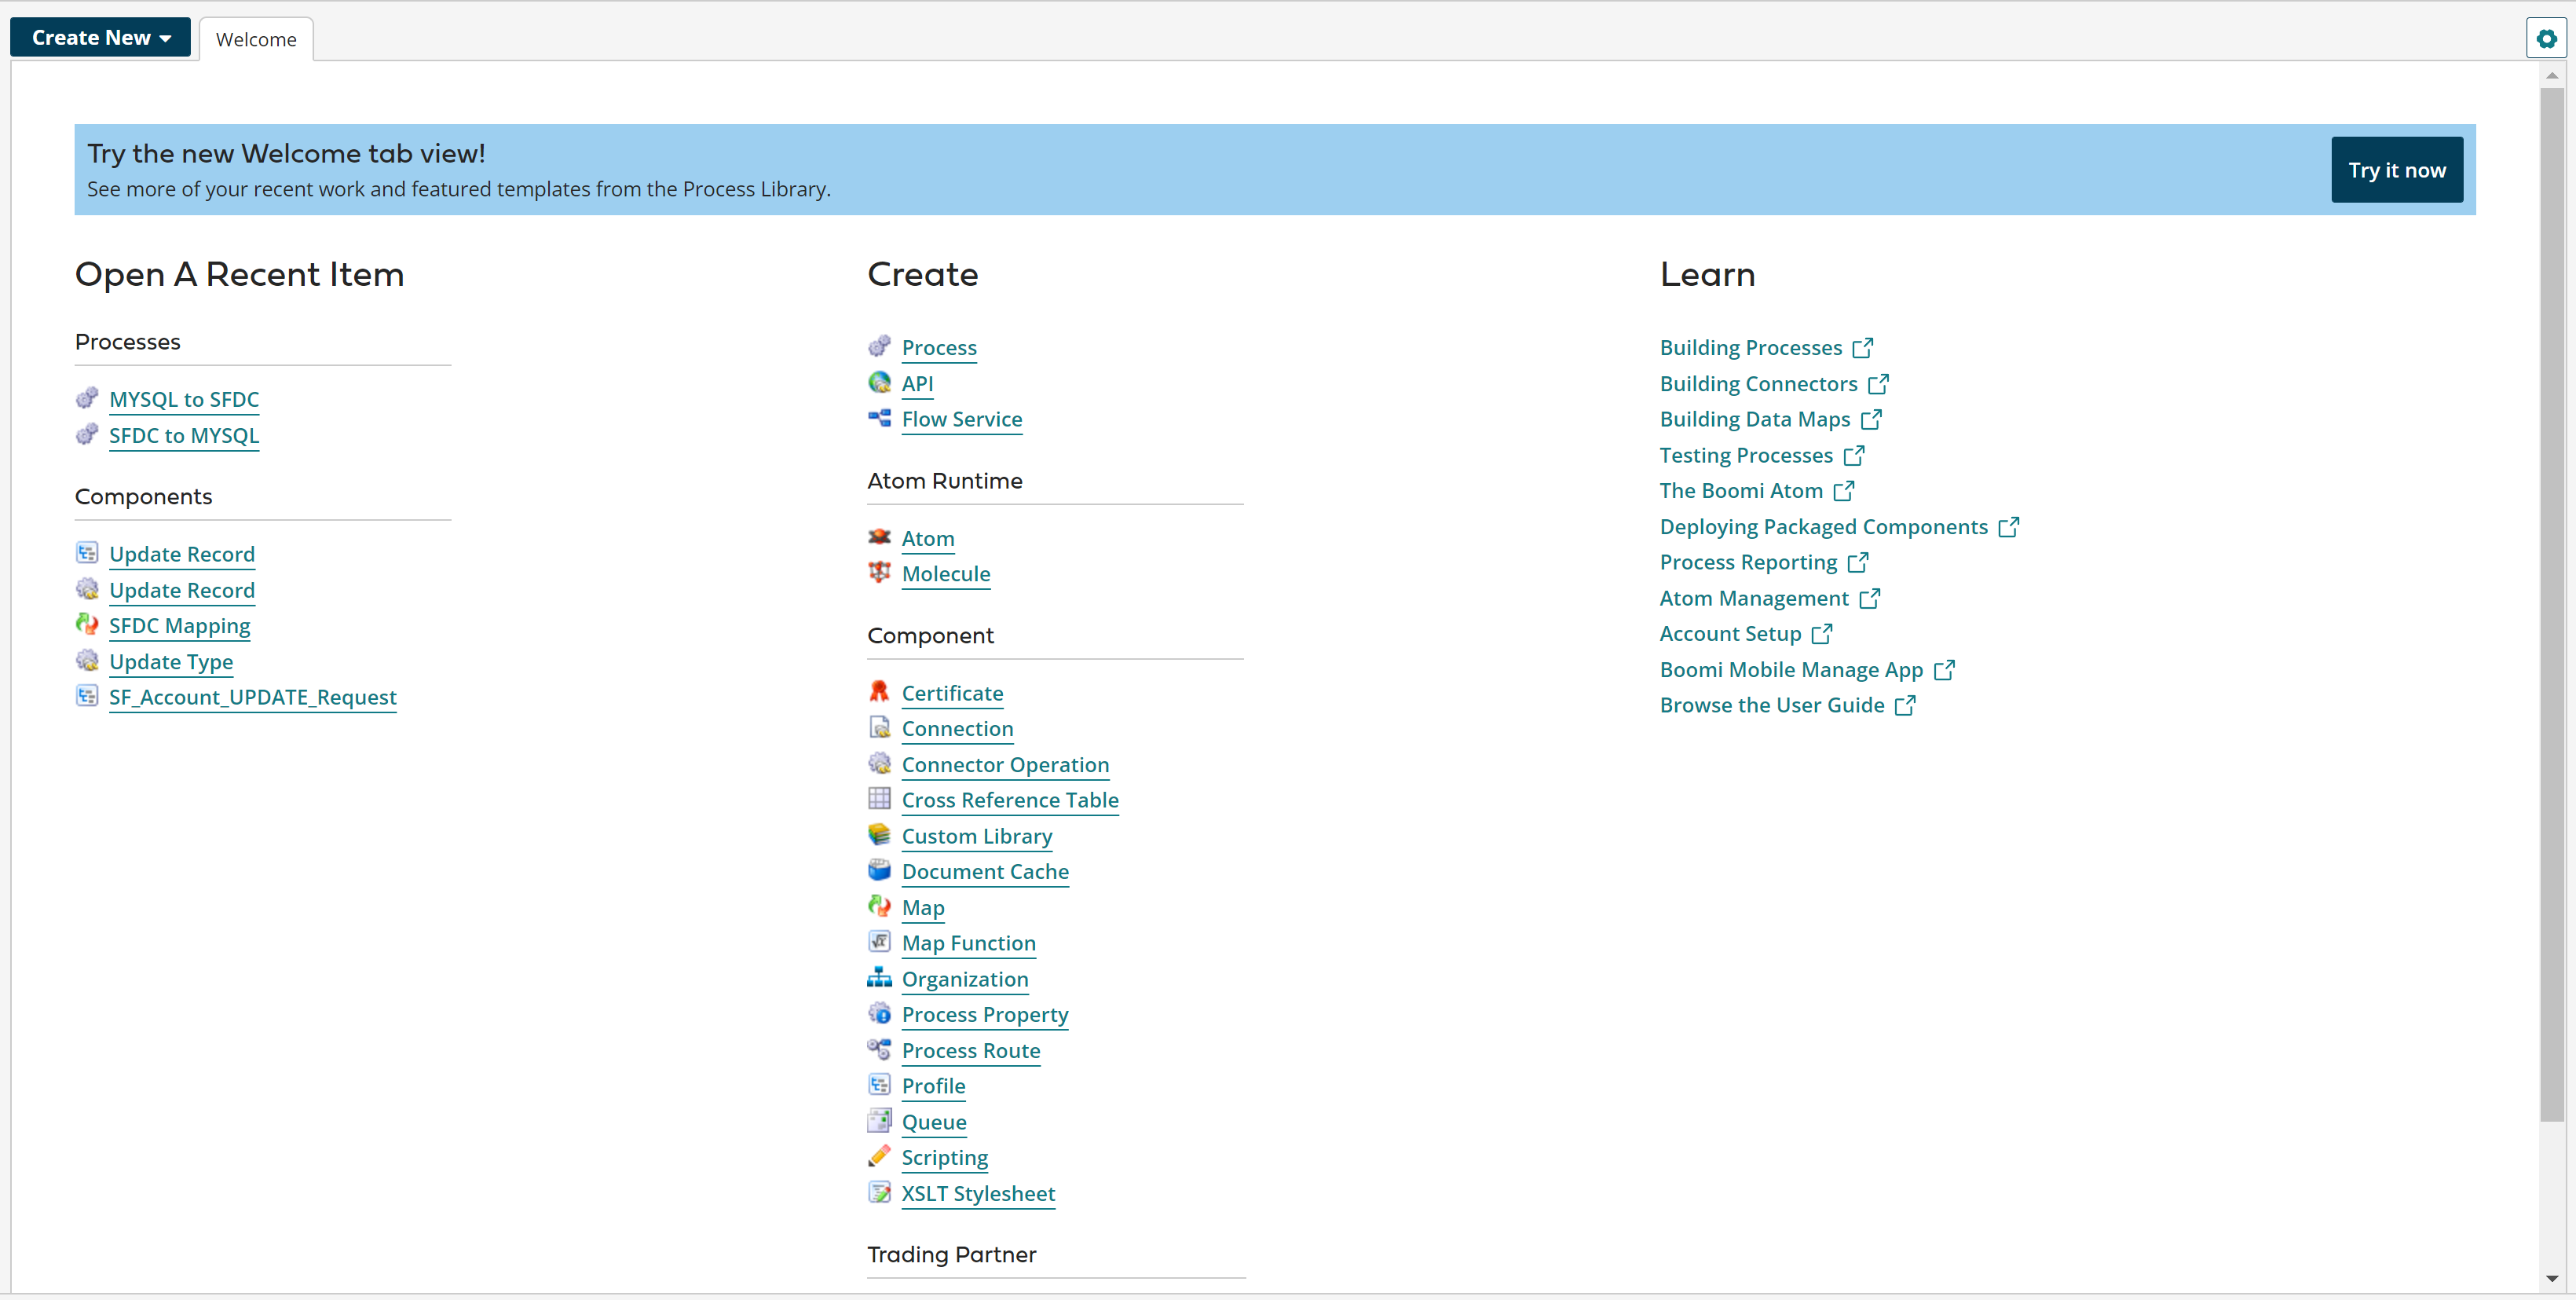 Create New
Welcome
Try the new Welcome tab view!
See more of your recent work and featured templates from the Process Library.
Try it now
Open A Recent Item
Processes
MYSQL to SFDC
SFDC to MYSQL
Components
Update Record
Update Record
SFDC Mapping
Update Type
SF_Account_UPDATE_Request
Create
Process
API
Flow Service
Atom Runtime
Atom
Molecule
Component
Certificate
Connection
Connector Operation
Cross Reference Table
Custom Library
Document Cache
Map
Map Function
Organization
Process Property
Process Route
Profile
Queue
Scripting
XSLT Stylesheet
Trading Partner
Learn
Building Processes
Building Connectors
Building Data Maps
Testing Processes
The Boomi Atom
Deploying Packaged Components
Process Reporting
Atom Management
Account Setup
Boomi Mobile Manage App
Browse the User Guide